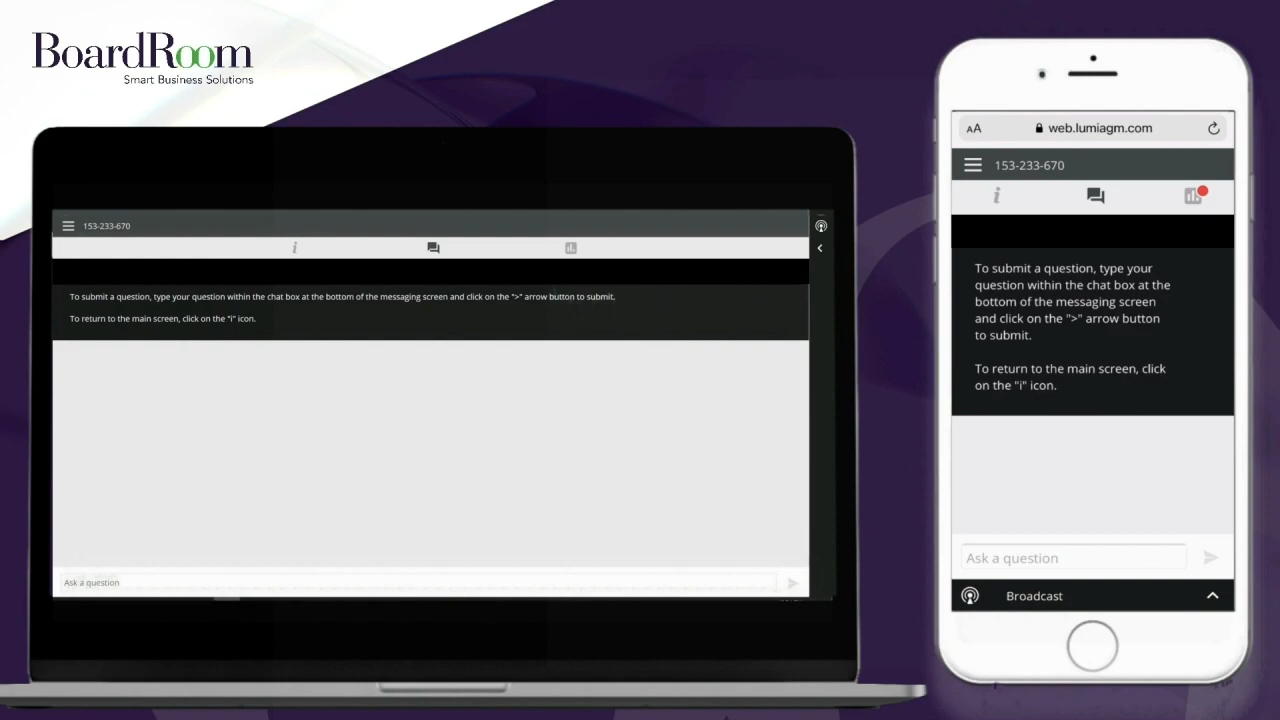 BoardRoom
Smart Business Solutions
153-233-670
i
To submit a question, type your question within the chat box at the bottom of the messaging screen and click on the ">" arrow button to submit.
To return to the main screen, click on the "i" icon.
Ask a question
AA web.lumiagm.com
153-233-670
i
To submit a question, type your
question within the chat box at the
bottom of the messaging screen
and click on the ">" arrow button
to submit.
To return to the main screen, click
on the "i" icon.
Ask a question
Broadcast